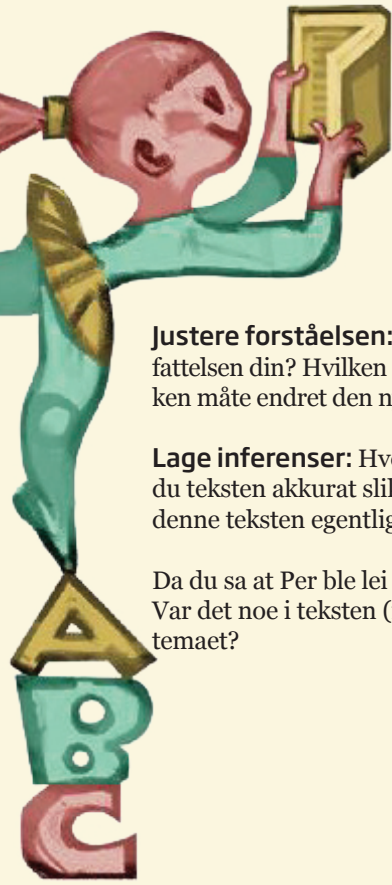 Justere forståelsen:
fattelsen din? Hvilken
ken måte endret den n
Lage inferenser: Hv
du teksten akkurat slik
denne teksten egentlig
Da du sa at Per ble lei
Var det noe i teksten (
temaet?
A
B
C